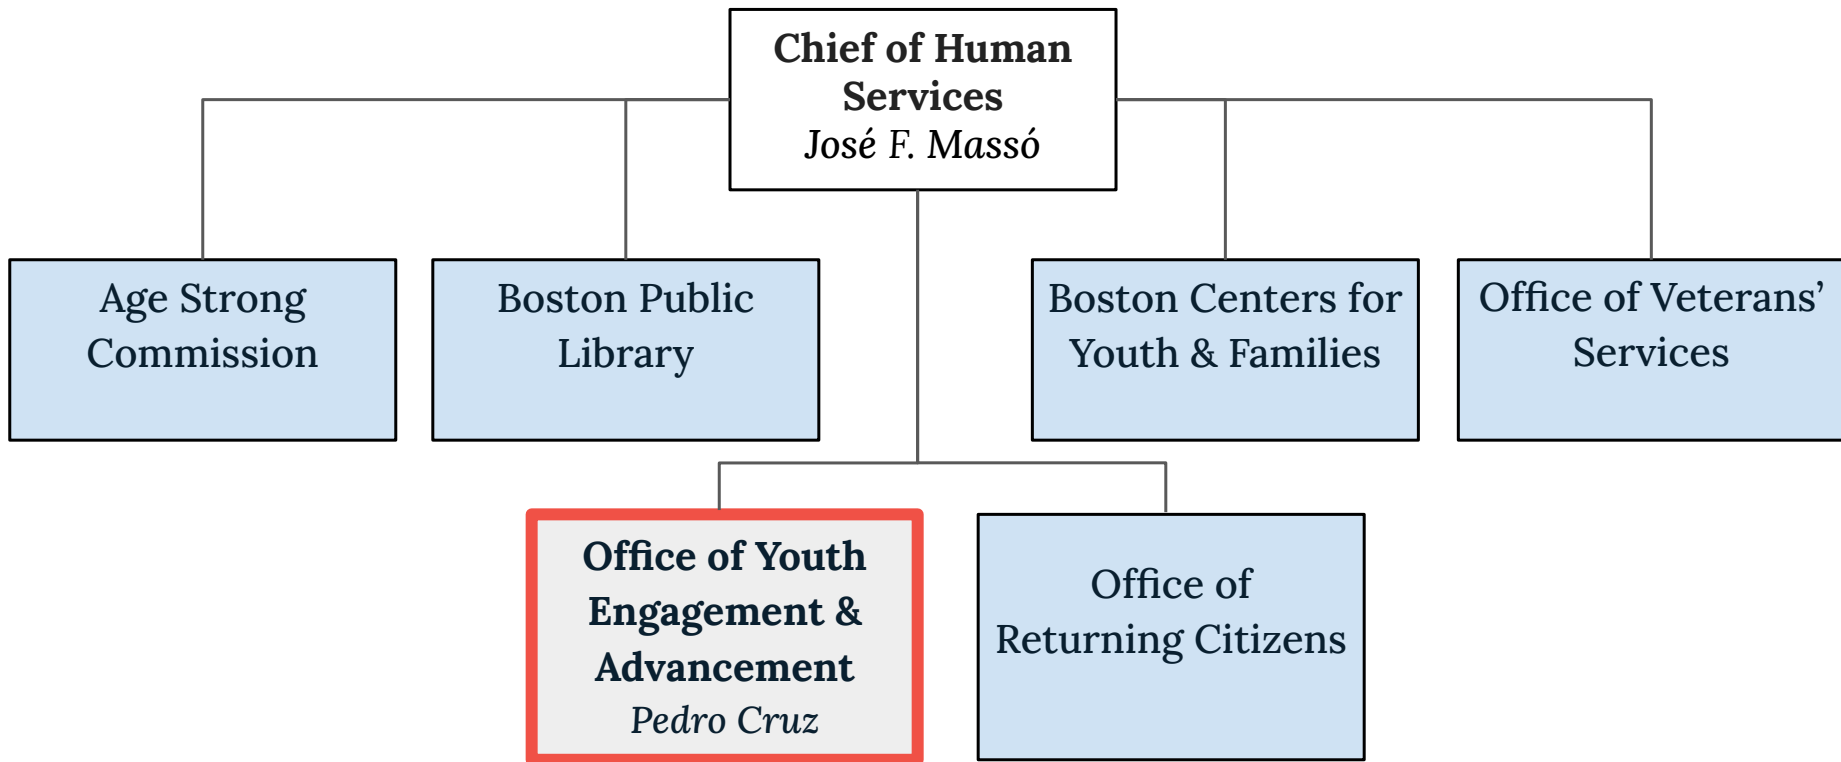 Chief of Human
Services
José F. Massó
Age Strong
Commission
Boston Public
Library
Boston Centers for
Youth & Families
Office of Veterans’
Services
Office of Youth
Engagement &
Advancement
Pedro Cruz
Office of
Returning Citizens